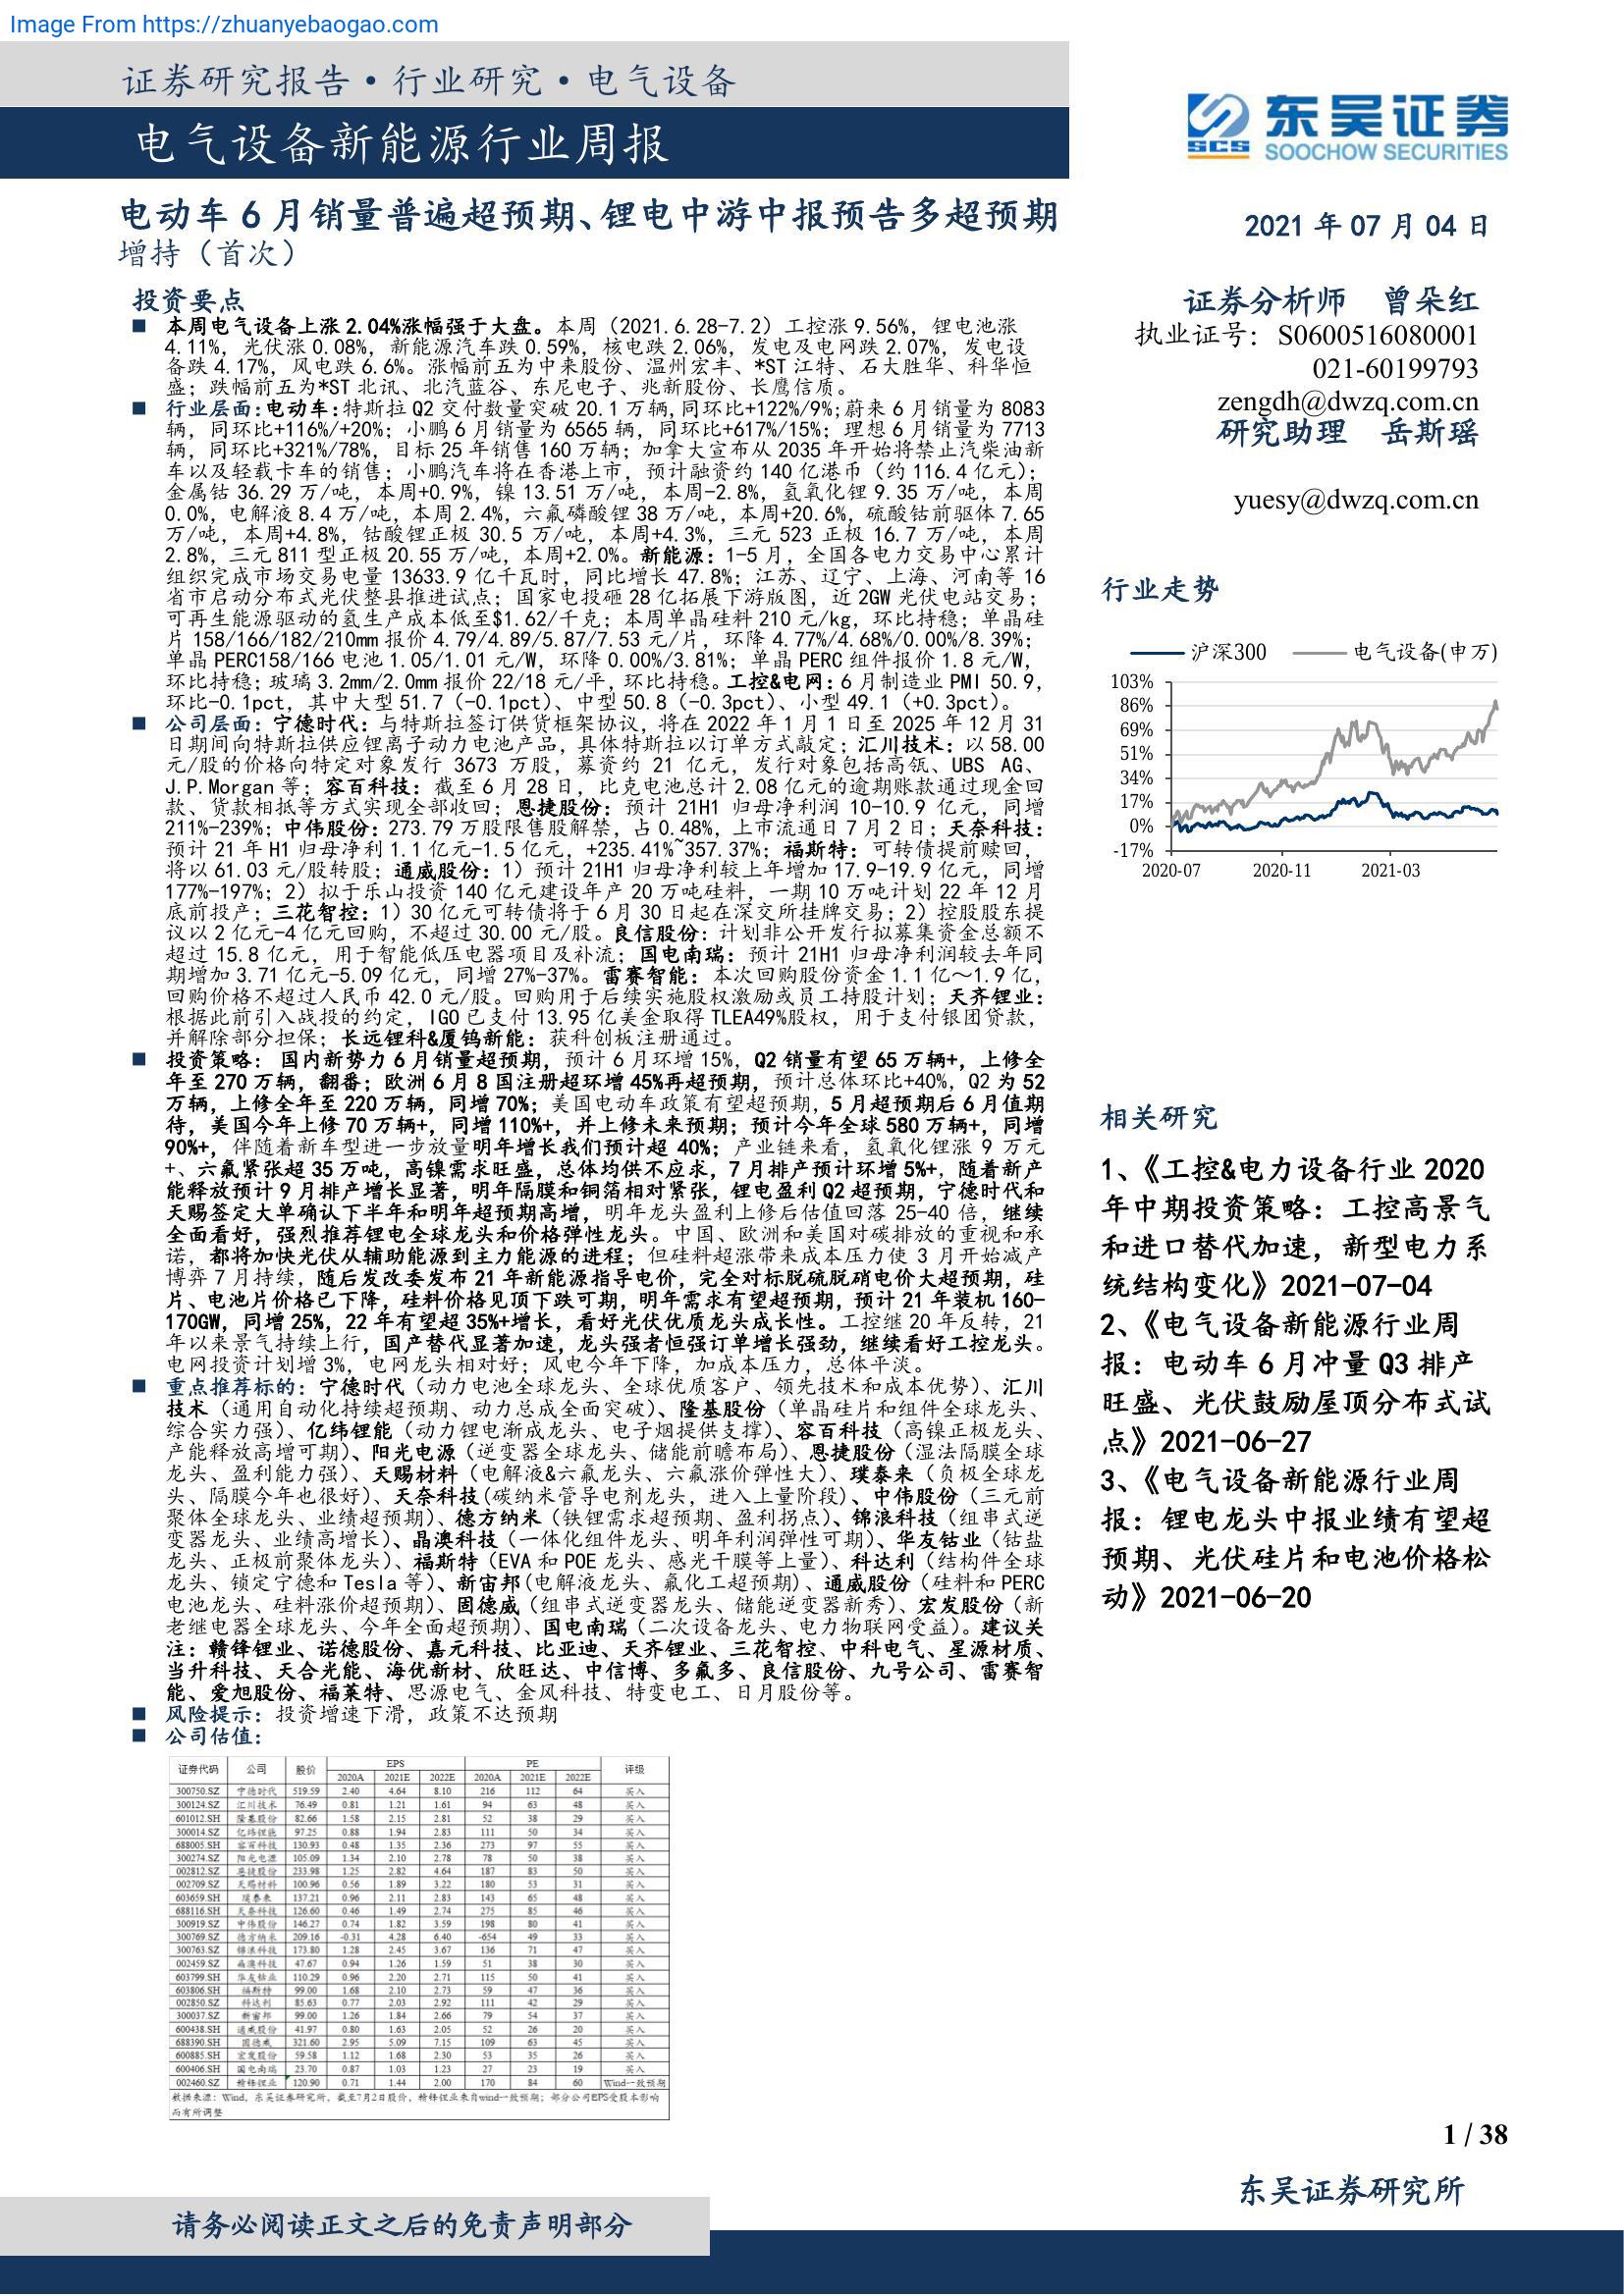 Image From https://zhuanyebaogao.com
证券研究报告·行业研究·电气设备
电气设备新能源行业周报
东吴证券
SCS
SOOCHOW SECURITIES
电动车 6 月销量普遍超预期、锂电中游中报预告多超预期
增持（首次）
投资要点
■ 本周电气设备上涨 2.04%涨幅强于大盘。本周（2021.6.28-7.2）工控涨 9.56%，锂电池涨
4.11%，光伏涨 0.08%，新能源汽车跌 0.59%，核电跌 2.06%，发电及电网跌 2.07%，发电设
备跌 4.17%，风电跌 6.6%。涨幅前五为中来股份、温州宏丰、*ST 江特、石大胜华、科华恒
盛；跌幅前五为*ST 北讯、北汽蓝谷、东尼电子、兆新股份、长鹰信质。
■ 行业层面：电动车：特斯拉 Q2 交付数量突破 20.1 万辆，同环比+122%/9%；蔚来 6 月销量为 8083
辆，同环比+116%/+20%；小鹏 6 月销量为 6565 辆，同环比+617%/15%；理想 6 月销量为 7713
辆，同环比+321%/78%，目标 25 年销售 160 万辆；加拿大宣布从 2035 年开始将禁止汽柴油新
车以及轻载卡车的销售；小鹏汽车将在香港上市，预计融资约 140 亿港币（约 116.4 亿元）；
金属钴 36.29 万/吨，本周+0.9%，镍 13.51 万/吨，本周-2.8%，氢氧化锂 9.35 万/吨，本周
0.0%，电解液 8.4 万/吨，本周 2.4%，六氟磷酸锂 38 万/吨，本周+20.6%，硫酸钴前驱体 7.65
万/吨，本周+4.8%，钴酸锂正极 30.5 万/吨，本周+4.3%，三元 523 正极 16.7 万/吨，本周
2.8%，三元 811 型正极 20.55 万/吨，本周+2.0%。新能源：1-5 月，全国各电力交易中心累计
组织完成市场交易电量 13633.9 亿千瓦时，同比增长 47.8%；江苏、辽宁、上海、河南等 16
省市启动分布式光伏整县推进试点；国家电投砸 28 亿拓展下游版图，近 2GW 光伏电站交易；
可再生能源驱动的氢生产成本低至$1.62/千克；本周单晶硅料 210 元/kg，环比持稳；单晶硅
片 158/166/182/210mm 报价 4.79/4.89/5.87/7.53 元/片，环降 4.77%/4.68%/0.00%/8.39%；
单晶 PERC158/166 电池 1.05/1.01 元/W，环降 0.00%/3.81%；单晶 PERC 组件报价 1.8 元/W，
环比持稳；玻璃 3.2mm/2.0mm 报价 22/18 元/平，环比持稳。工控&电网：6 月制造业 PMI 50.9，
环比-0.1pct，其中大型 51.7（-0.1pct）、中型 50.8（-0.3pct）、小型 49.1（+0.3pct）。
■ 公司层面：宁德时代：与特斯拉签订供货框架协议，将在 2022 年 1 月 1 日至 2025 年 12 月 31
日期间向特斯拉供应锂离子动力电池产品，具体特斯拉以订单方式敲定；汇川技术：以 58.00
元/股的价格向特定对象发行 3673 万股，募资约 21 亿元，发行对象包括高瓴、UBS AG、
J.P.Morgan 等；容百科技：截至 6 月 28 日，比克电池总计 2.08 亿元的逾期账款通过现金回
款、货款相抵等方式实现全部收回；恩捷股份：预计 21H1 归母净利润 10-10.9 亿元，同增
211%-239%；中伟股份：273.79 万股限售股解禁，占 0.48%，上市流通日 7 月 2 日；天奈科技：
预计 21 年 H1 归母净利 1.1 亿元-1.5 亿元，+235.41%~357.37%；福斯特：可转债提前赎回，
将以 61.03 元/股转股；通威股份：1）预计 21H1 归母净利较上年增加 17.9-19.9 亿元，同增
177%-197%；2）拟于乐山投资 140 亿元建设年产 20 万吨硅料，一期 10 万吨计划 22 年 12 月
底前投产；三花智控：1）30 亿元可转债将于 6 月 30 日起在深交所挂牌交易；2）控股股东提
议以 2 亿元-4 亿元回购，不超过 30.00 元/股。良信股份：计划非公开发行拟募集资金总额不
超过 15.8 亿元，用于智能低压电器项目及补流；国电南瑞：预计 21H1 归母净利润较去年同
期增加 3.71 亿元-5.09 亿元，同增 27%-37%。雷赛智能：本次回购股份资金 1.1 亿～1.9 亿，
回购价格不超过人民币 42.0 元/股。回购用于后续实施股权激励或员工持股计划；天齐锂业：
根据此前引入战投的约定，IGO 已支付 13.95 亿美金取得 TLEA49%股权，用于支付银团贷款，
并解除部分担保；长远锂科&厦钨新能：获科创板注册通过。
■ 投资策略： 国内新势力 6 月销量超预期，预计 6 月环增 15%，Q2 销量有望 65 万辆+，上修全
年至 270 万辆，翻番；欧洲 6 月 8 国注册超环增 45%再超预期，预计总体环比+40%，Q2 为 52
万辆，上修全年至 220 万辆，同增 70%；美国电动车政策有望超预期，5 月超预期后 6 月值期
待，美国今年上修 70 万辆+，同增 110%+，并上修未来预期；预计今年全球 580 万辆+，同增
90%+，伴随着新车型进一步放量明年增长我们预计超 40%；产业链来看，氢氧化锂涨 9 万元
+、六氟紧张超 35 万吨，高镍需求旺盛，总体均供不应求，7 月排产预计环增 5%+，随着新产
能释放预计 9 月排产增长显著，明年隔膜和铜箔相对紧张，锂电盈利 Q2 超预期，宁德时代和
天赐签定大单确认下半年和明年超预期高增，明年龙头盈利上修后估值回落 25-40 倍，继续
全面看好，强烈推荐锂电全球龙头和价格弹性龙头。中国、欧洲和美国对碳排放的重视和承
诺，都将加快光伏从辅助能源到主力能源的进程；但硅料超涨带来成本压力使 3 月开始减产
博弈 7 月持续，随后发改委发布 21 年新能源指导电价，完全对标脱硫脱硝电价大超预期，硅
片、电池片价格已下降，硅料价格见顶下跌可期，明年需求有望超预期，预计 21 年装机 160-
170GW，同增 25%，22 年有望超 35%+增长，看好光伏优质龙头成长性。工控继 20 年反转，21
年以来景气持续上行，国产替代显著加速，龙头强者恒强订单增长强劲，继续看好工控龙头。
电网投资计划增 3%，电网龙头相对好；风电今年下降，加成本压力，总体平淡。
■ 重点推荐标的：宁德时代（动力电池全球龙头、全球优质客户、领先技术和成本优势）、汇川
技术（通用自动化持续超预期、动力总成全面突破）、隆基股份（单晶硅片和组件全球龙头、
综合实力强）、亿纬锂能（动力锂电渐成龙头、电子烟提供支撑）、容百科技（高镍正极龙头、
产能释放高增可期）、阳光电源（逆变器全球龙头、储能前瞻布局）、恩捷股份（湿法隔膜全球
龙头、盈利能力强）、天赐材料（电解液&六氟龙头、六氟涨价弹性大）、璞泰来（负极全球龙
头、隔膜今年也很好）、天奈科技（碳纳米管导电剂龙头，进入上量阶段）、中伟股份（三元前
聚体全球龙头、业绩超预期）、德方纳米（铁锂需求超预期、盈利拐点）、锦浪科技（组串式逆
变器龙头、业绩高增长）、晶澳科技（一体化组件龙头、明年利润弹性可期）、华友钴业（钴盐
龙头、正极前聚体龙头）、福斯特（EVA 和 POE 龙头、感光干膜等上量）、科达利（结构件全球
龙头、锁定宁德和 Tesla 等）、新宙邦（电解液龙头、氟化工超预期）、通威股份（硅料和 PERC
电池龙头、硅料涨价超预期）、固德威（组串式逆变器龙头、储能逆变器新秀）、宏发股份（新
老继电器全球龙头、今年全面超预期）、国电南瑞（二次设备龙头、电力物联网受益）。建议关
注：赣锋锂业、诺德股份、嘉元科技、比亚迪、天齐锂业、三花智控、中科电气、星源材质、
当升科技、天合光能、海优新材、欣旺达、中信博、多氟多、良信股份、九号公司、雷赛智
能、爱旭股份、福莱特、思源电气、金风科技、特变电工、日月股份等。
■ 风险提示：投资增速下滑，政策不达预期
■ 公司估值：
证券代码 公司 股价 EPS PE 评级
2020A 2021E 2022E 2020A 2021E 2022E
300750.SZ 宁德时代 519.59 2.40 4.64 8.10 216 112 64 买入
300124.SZ 汇川技术 76.49 0.81 1.21 1.61 94 63 48 买入
601012.SH 隆基股份 82.66 1.58 2.15 2.81 52 38 29 买入
300014.SZ 亿纬锂能 97.25 0.88 1.94 2.83 111 50 34 买入
688005.SH 容百科技 130.93 0.48 1.35 2.36 273 97 55 买入
300274.SZ 阳光电源 105.09 1.34 2.10 2.78 78 50 38 买入
002812.SZ 恩捷股份 233.98 1.25 2.82 4.64 187 83 50 买入
002709.SZ 天赐材料 100.96 0.56 1.89 3.22 180 53 31 买入
603659.SH 璞泰来 137.21 0.96 2.11 2.83 143 65 48 买入
688116.SH 天奈科技 126.60 0.46 1.49 2.74 275 85 46 买入
300919.SZ 中伟股份 146.27 0.74 1.82 3.59 198 80 41 买入
300769.SZ 德方纳米 209.16 -0.31 4.28 6.40 -654 49 33 买入
300763.SZ 锦浪科技 173.80 1.28 2.45 3.67 136 71 47 买入
002459.SZ 晶澳科技 47.67 0.94 1.26 1.59 51 38 30 买入
603799.SH 华友钴业 110.29 0.96 2.20 2.71 115 50 41 买入
603806.SH 福斯特 99.00 1.68 2.10 2.73 59 47 36 买入
002850.SZ 科达利 85.63 0.77 2.03 2.92 111 42 29 买入
300037.SZ 新宙邦 99.00 1.26 1.84 2.66 79 54 37 买入
600438.SH 通威股份 41.97 0.80 1.63 2.05 52 26 20 买入
688390.SH 固德威 321.60 2.95 5.09 7.15 109 63 45 买入
600885.SH 宏发股份 59.58 1.12 1.68 2.30 53 35 26 买入
600406.SH 国电南瑞 23.70 0.87 1.03 1.23 27 23 19 买入
002460.SZ 赣锋锂业 120.90 0.71 1.44 2.00 170 84 60 Wind一致预期
数据来源：Wind，东吴证券研究所，截至7月2日股价，赣锋锂业来自wind一致预期；部分公司EPS受股本影响
而有所调整
2021 年 07 月 04 日
证券分析师 曾朵红
执业证号：S0600516080001
021-60199793
zengdh@dwzq.com.cn
研究助理 岳斯瑶
yuesy@dwzq.com.cn
行业走势
沪深300 电气设备(申万)
103%
86%
69%
51%
34%
17%
0%
-17%
2020-07 2020-11 2021-03
相关研究
1、《工控&电力设备行业 2020
年中期投资策略：工控高景气
和进口替代加速，新型电力系
统结构变化》2021-07-04
2、《电气设备新能源行业周
报：电动车 6 月冲量 Q3 排产
旺盛、光伏鼓励屋顶分布式试
点》2021-06-27
3、《电气设备新能源行业周
报：锂电龙头中报业绩有望超
预期、光伏硅片和电池价格松
动》2021-06-20
1 / 38
东吴证券研究所
请务必阅读正文之后的免责声明部分